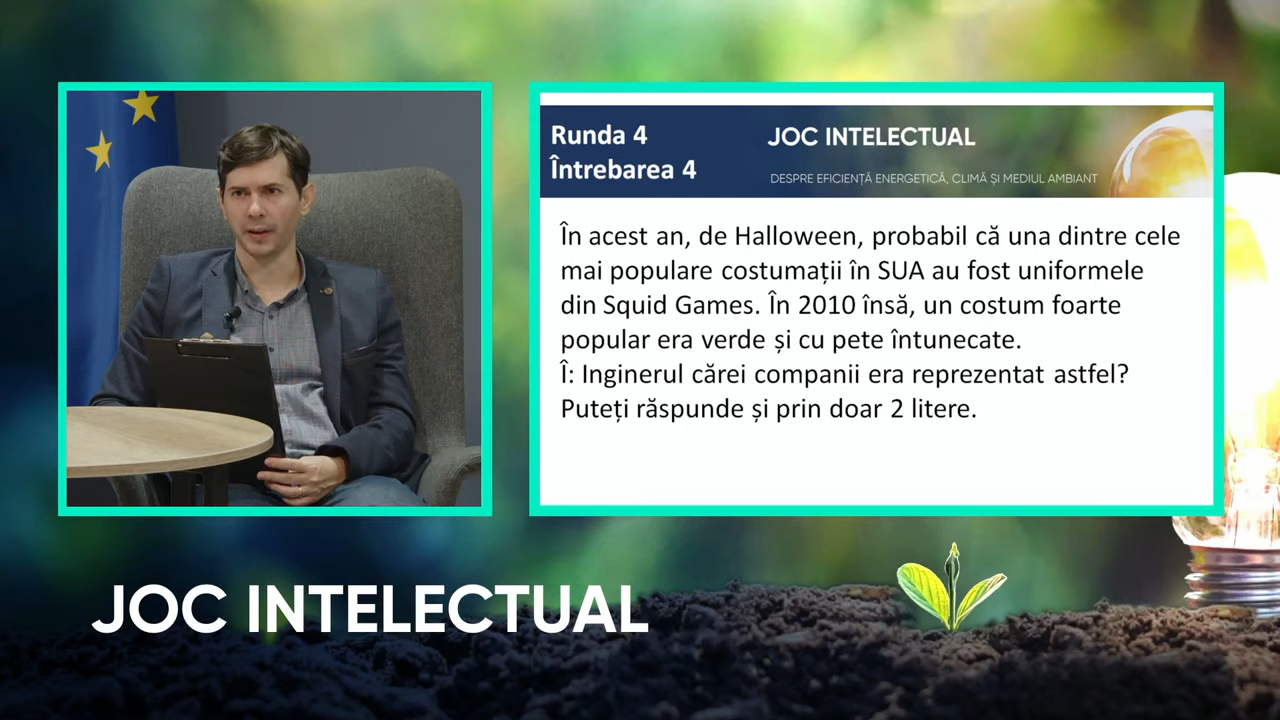 Runda 4
Întrebarea 4
JOC INTELECTUAL
DESPRE EFICIENȚĂ ENERGETICĂ, CLIMĂ ȘI MEDIUL AMBIANT
În acest an, de Halloween, probabil că una dintre cele
mai populare costumații în SUA au fost uniformele
din Squid Games. În 2010 însă, un costum foarte
popular era verde și cu pete întunecate.
Î: Inginerul cărei companii era reprezentat astfel?
Puteți răspunde și prin doar 2 litere.
JOC INTELECTUAL